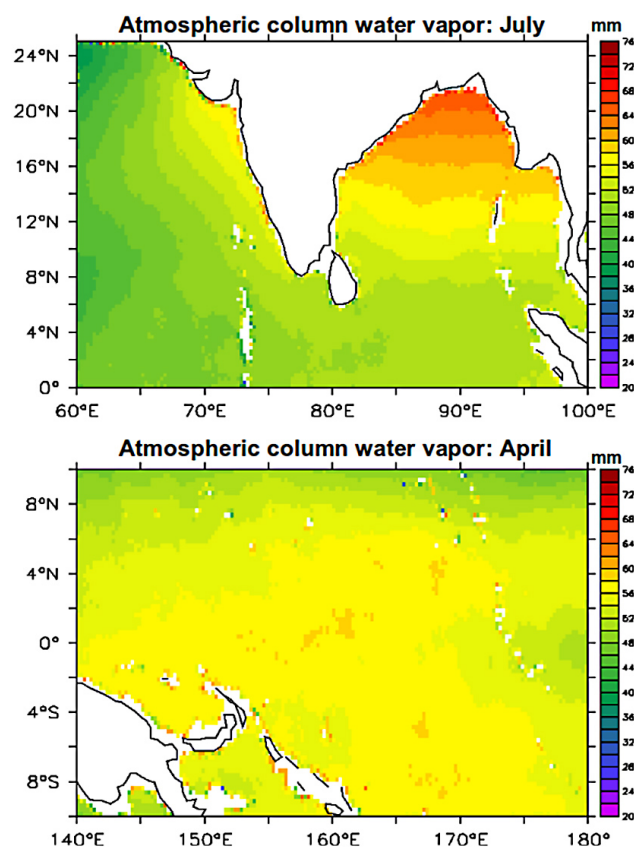 Atmospheric column water vapor: July
mm
24°N
20°N
16°N
12°N
8°N
4°N
0°
60°E 70°E 80°E 90°E 100°E
76
72
68
64
60
56
52
48
44
40
36
32
28
24
20
Atmospheric column water vapor: April
mm
8°N
4°N
0°
4°S
8°S
140°E 150°E 160°E 170°E 180°
76
72
68
64
60
56
52
48
44
40
36
32
28
24
20